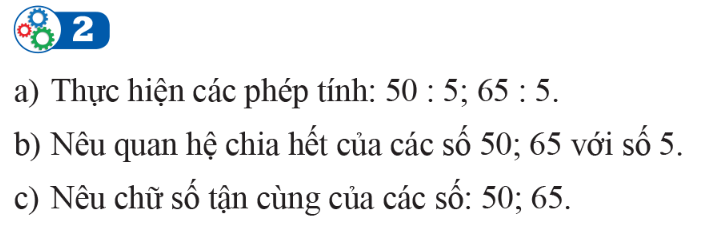 2
a) Thực hiện các phép tính: 50 : 5; 65 : 5.
b) Nêu quan hệ chia hết của các số 50; 65 với số 5.
c) Nêu chữ số tận cùng của các số: 50; 65.